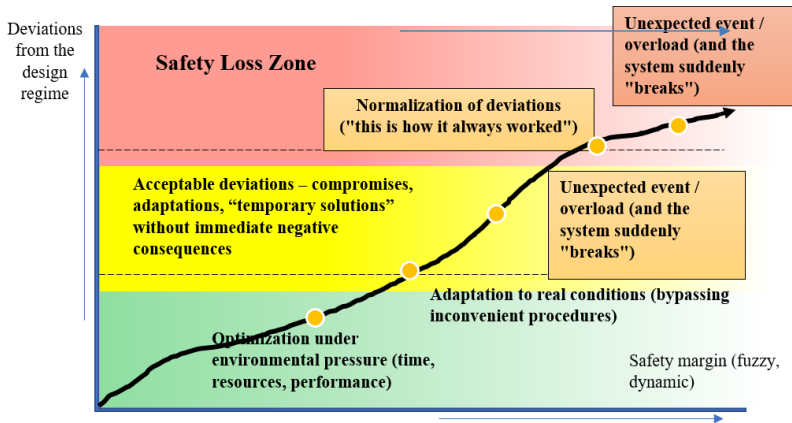 Deviations
from the
design
regime
Safety Loss Zone
Unexpected event /
overload (and the
system suddenly
"breaks")
Normalization of deviations
("this is how it always worked")
Acceptable deviations – compromises,
adaptations, “temporary solutions”
without immediate negative
consequences
Unexpected event /
overload (and the
system suddenly
"breaks")
Adaptation to real conditions (bypassing
inconvenient procedures)
Optimization under
environmental pressure (time,
resources, performance)
Safety margin (fuzzy,
dynamic)